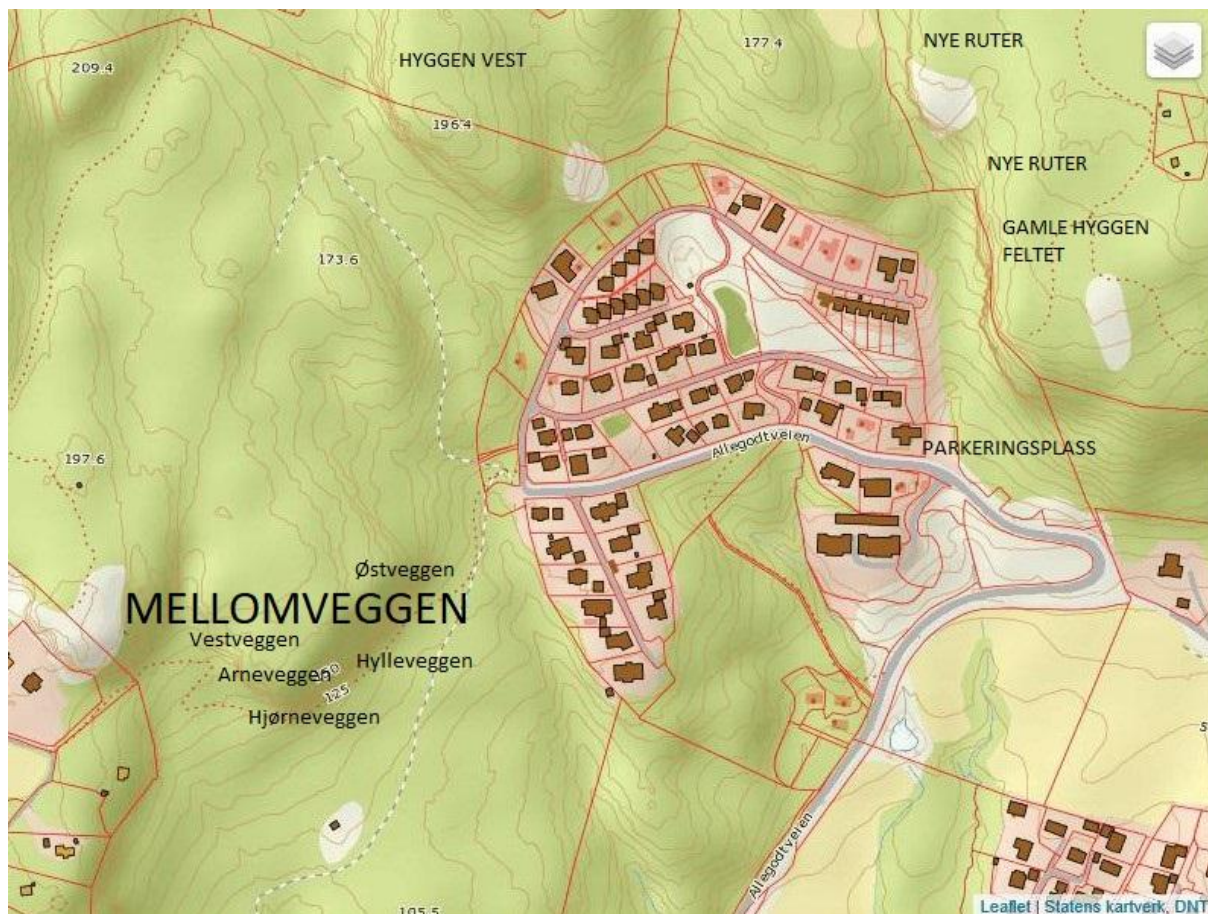 177.4
NYE RUTER
HYGGEN VEST
209.4
196.4
NYE RUTER
GAMLE HYGGEN
FELTET
173.6
Allegodtveien
PARKERINGSPLASS
197.6
Østveggen
MELLOMVEGGEN
Vestveggen
Hylleveggen
Arneveggen
125
Hjørneveggen
Allegodtveien
105.5
Leaflet | Statens kartverk, DNT